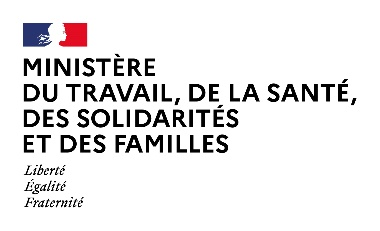 MINISTÈRE
DU TRAVAIL, DE LA SANTÉ,
DES SOLIDARITÉS
ET DES FAMILLES
Liberté
Égalité
Fraternité